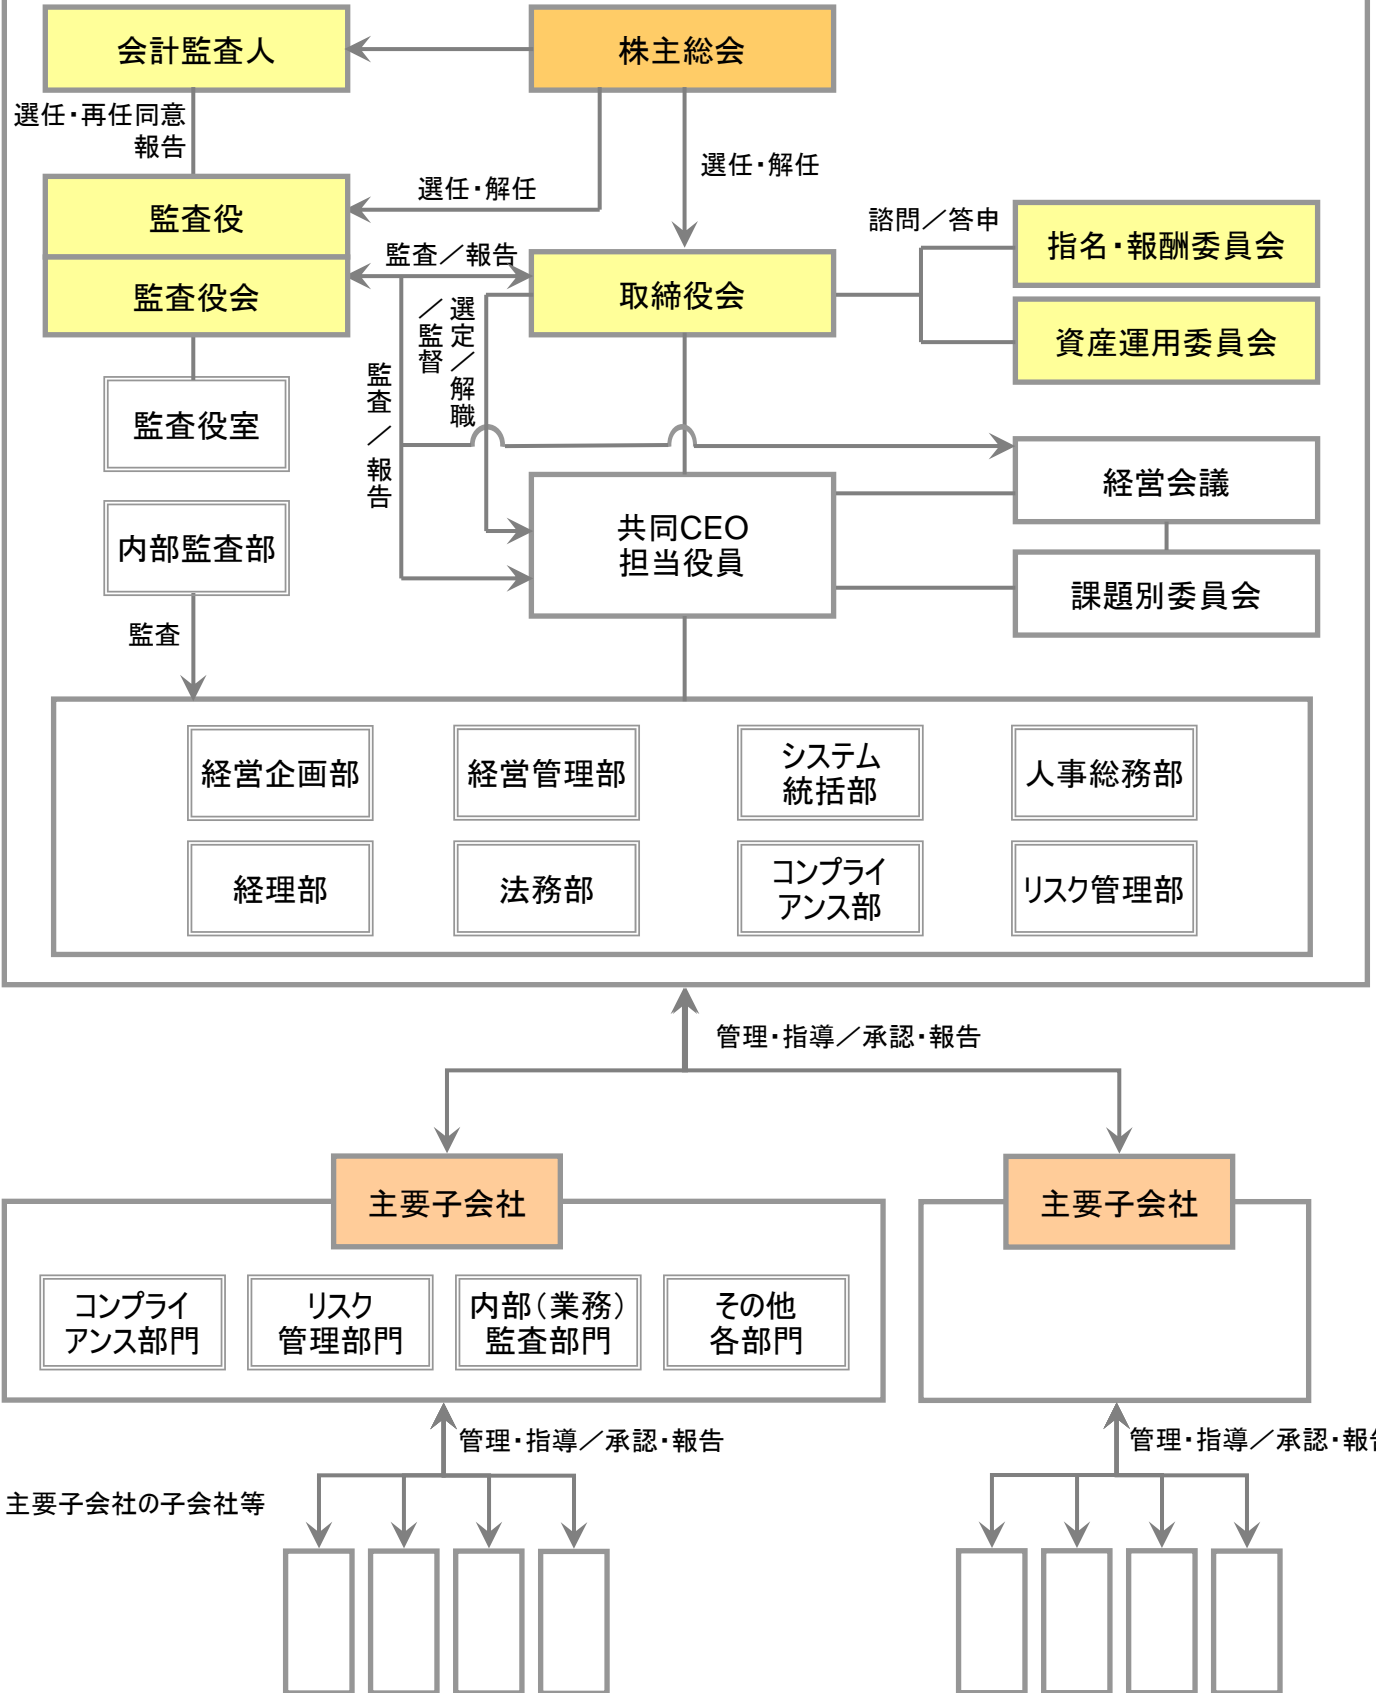 会計監査人
株主総会
選任・再任同意
報告
選任・解任
選任・解任
監査役
監査役会
監査／報告
取締役会
諮問／答申
指名・報酬委員会
資産運用委員会
選定／解職
／監督
監査／報告
監査役室
内部監査部
監査
共同CEO
担当役員
経営会議
課題別委員会
経営企画部
経営管理部
システム
統括部
人事総務部
経理部
法務部
コンプライ
アンス部
リスク管理部
管理・指導／承認・報告
主要子会社
主要子会社
コンプライ
アンス部門
リスク
管理部門
内部（業務）
監査部門
その他
各部門
管理・指導／承認・報告
管理・指導／承認・報告
主要子会社の子会社等